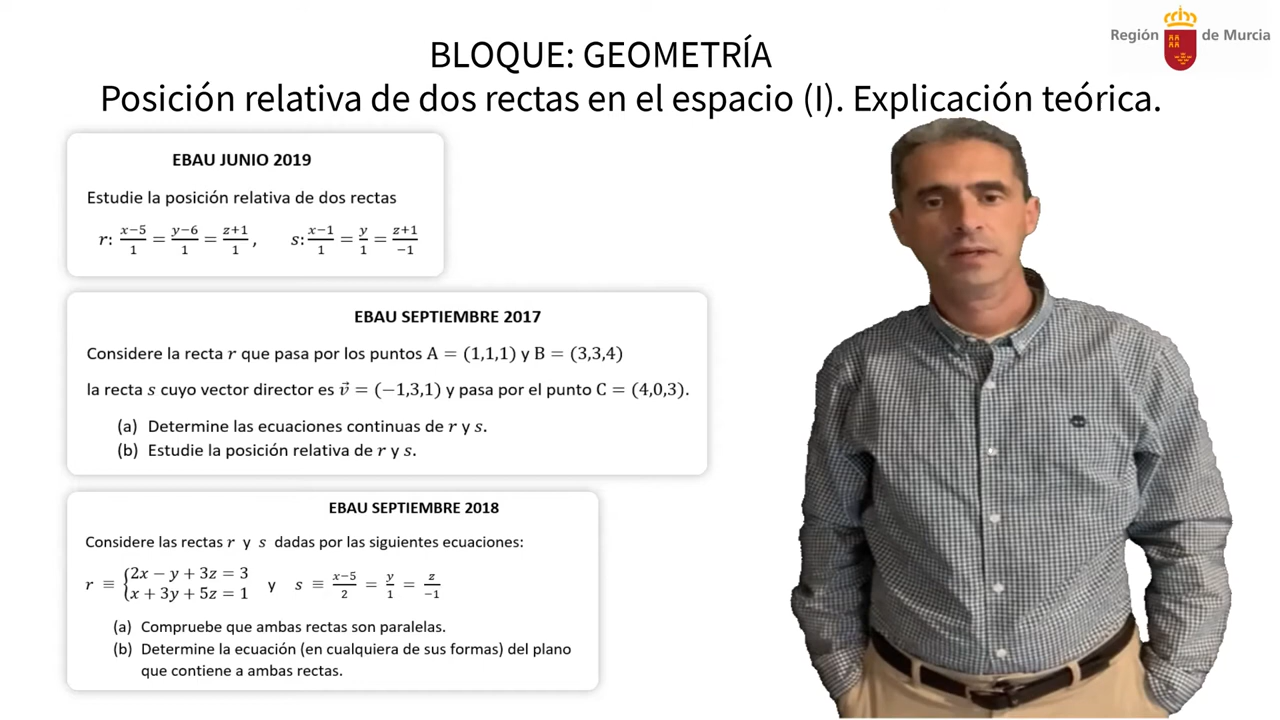 Región de Murcia
BLOQUE: GEOMETRÍA
Posición relativa de dos rectas en el espacio (I). Explicación teórica.
EBAU JUNIO 2019
Estudie la posición relativa de dos rectas
r: (x−5)/1 = (y−6)/1 = (z+1)/1 , s: (x−1)/1 = y/1 = (z+1)/−1
EBAU SEPTIEMBRE 2017
Considere la recta r que pasa por los puntos A = (1,1,1) y B = (3,3,4)
la recta s cuyo vector director es v⃗ = (−1,3,1) y pasa por el punto C = (4,0,3).
(a) Determine las ecuaciones continuas de r y s.
(b) Estudie la posición relativa de r y s.
EBAU SEPTIEMBRE 2018
Considere las rectas r y s dadas por las siguientes ecuaciones:
r ≡ {2x − y + 3z = 3
{x + 3y + 5z = 1 y s ≡ (x−5)/2 = y/1 = z/−1
(a) Compruebe que ambas rectas son paralelas.
(b) Determine la ecuación (en cualquiera de sus formas) del plano
que contiene a ambas rectas.